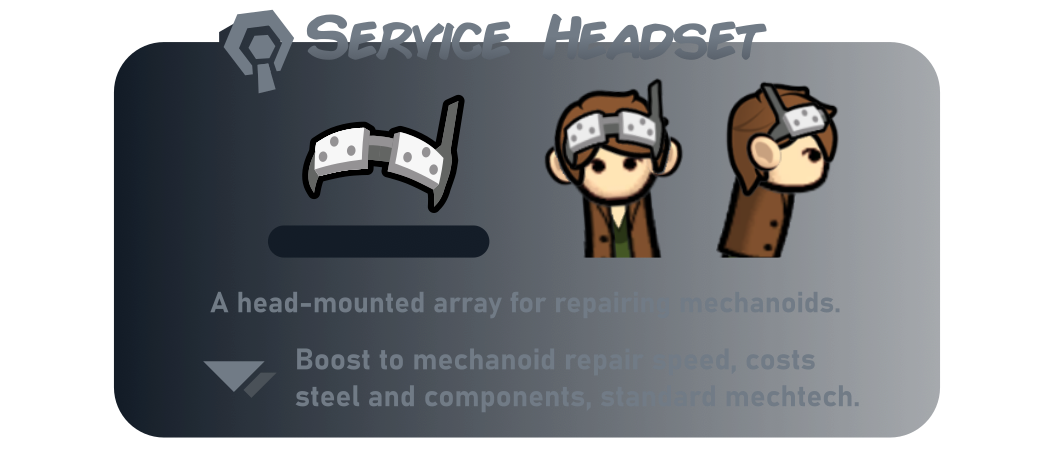 Service Headset
A head-mounted array for repairing mechanoids.
Boost to mechanoid repair speed, costs
steel and components, standard mechtech.